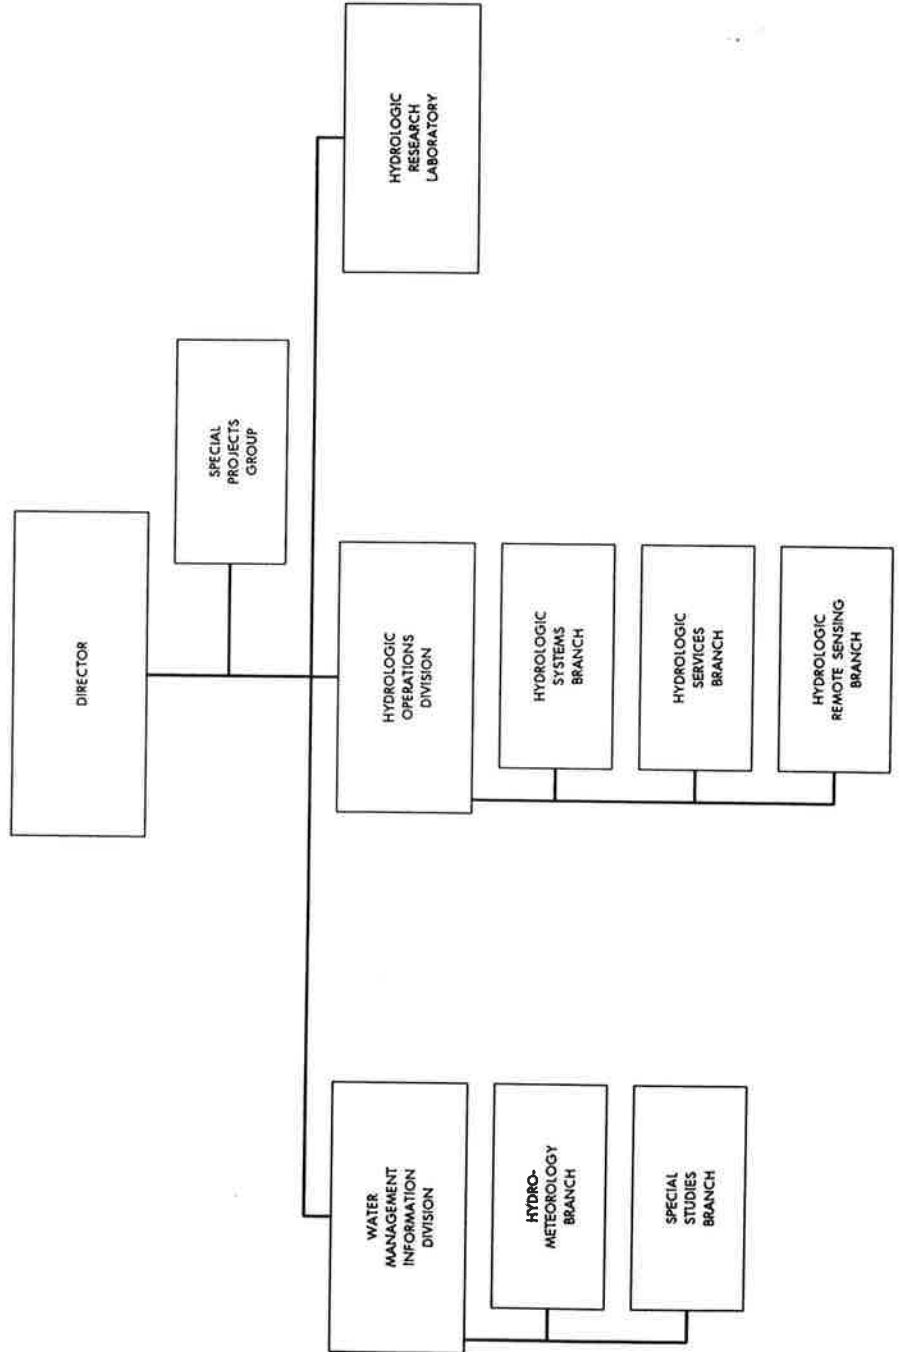 DIRECTOR
SPECIAL
PROJECTS
GROUP
WATER
MANAGEMENT
INFORMATION
DIVISION
HYDROLOGIC
OPERATIONS
DIVISION
HYDROLOGIC
RESEARCH
LABORATORY
HYDRO-
METEOROLOGY
BRANCH
SPECIAL
STUDIES
BRANCH
HYDROLOGIC
SYSTEMS
BRANCH
HYDROLOGIC
SERVICES
BRANCH
HYDROLOGIC
REMOTE SENSING
BRANCH